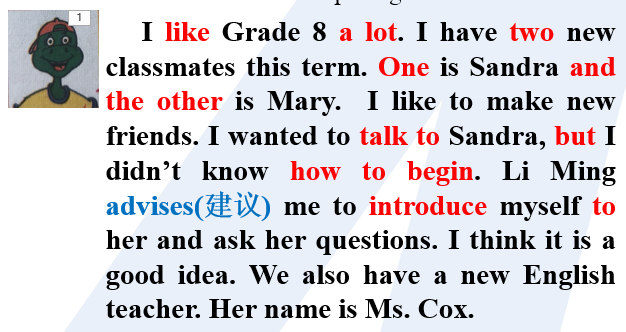 1
I like Grade 8 a lot. I have two new
classmates this term. One is Sandra and
the other is Mary. I like to make new
friends. I wanted to talk to Sandra, but I
didn’t know how to begin. Li Ming
advises(建议) me to introduce myself to
her and ask her questions. I think it is a
good idea. We also have a new English
teacher. Her name is Ms. Cox.